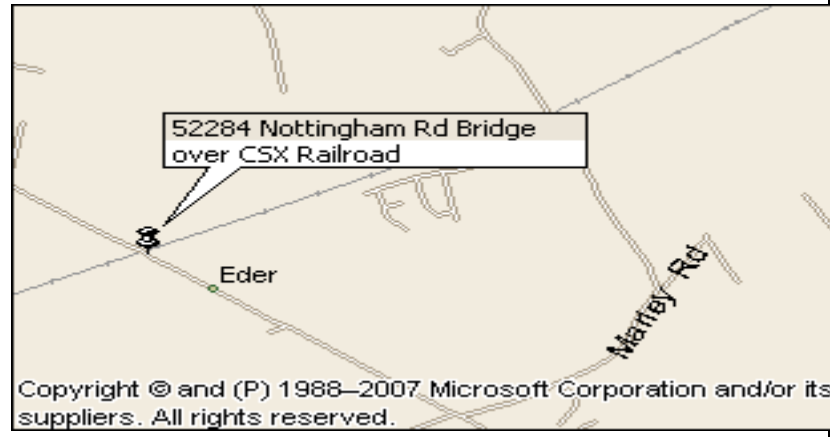 52284 Nottingham Rd Bridge
over CSX Railroad
Eder
Marley Rd
Copyright © and (P) 1988–2007 Microsoft Corporation and/or its
suppliers. All rights reserved.